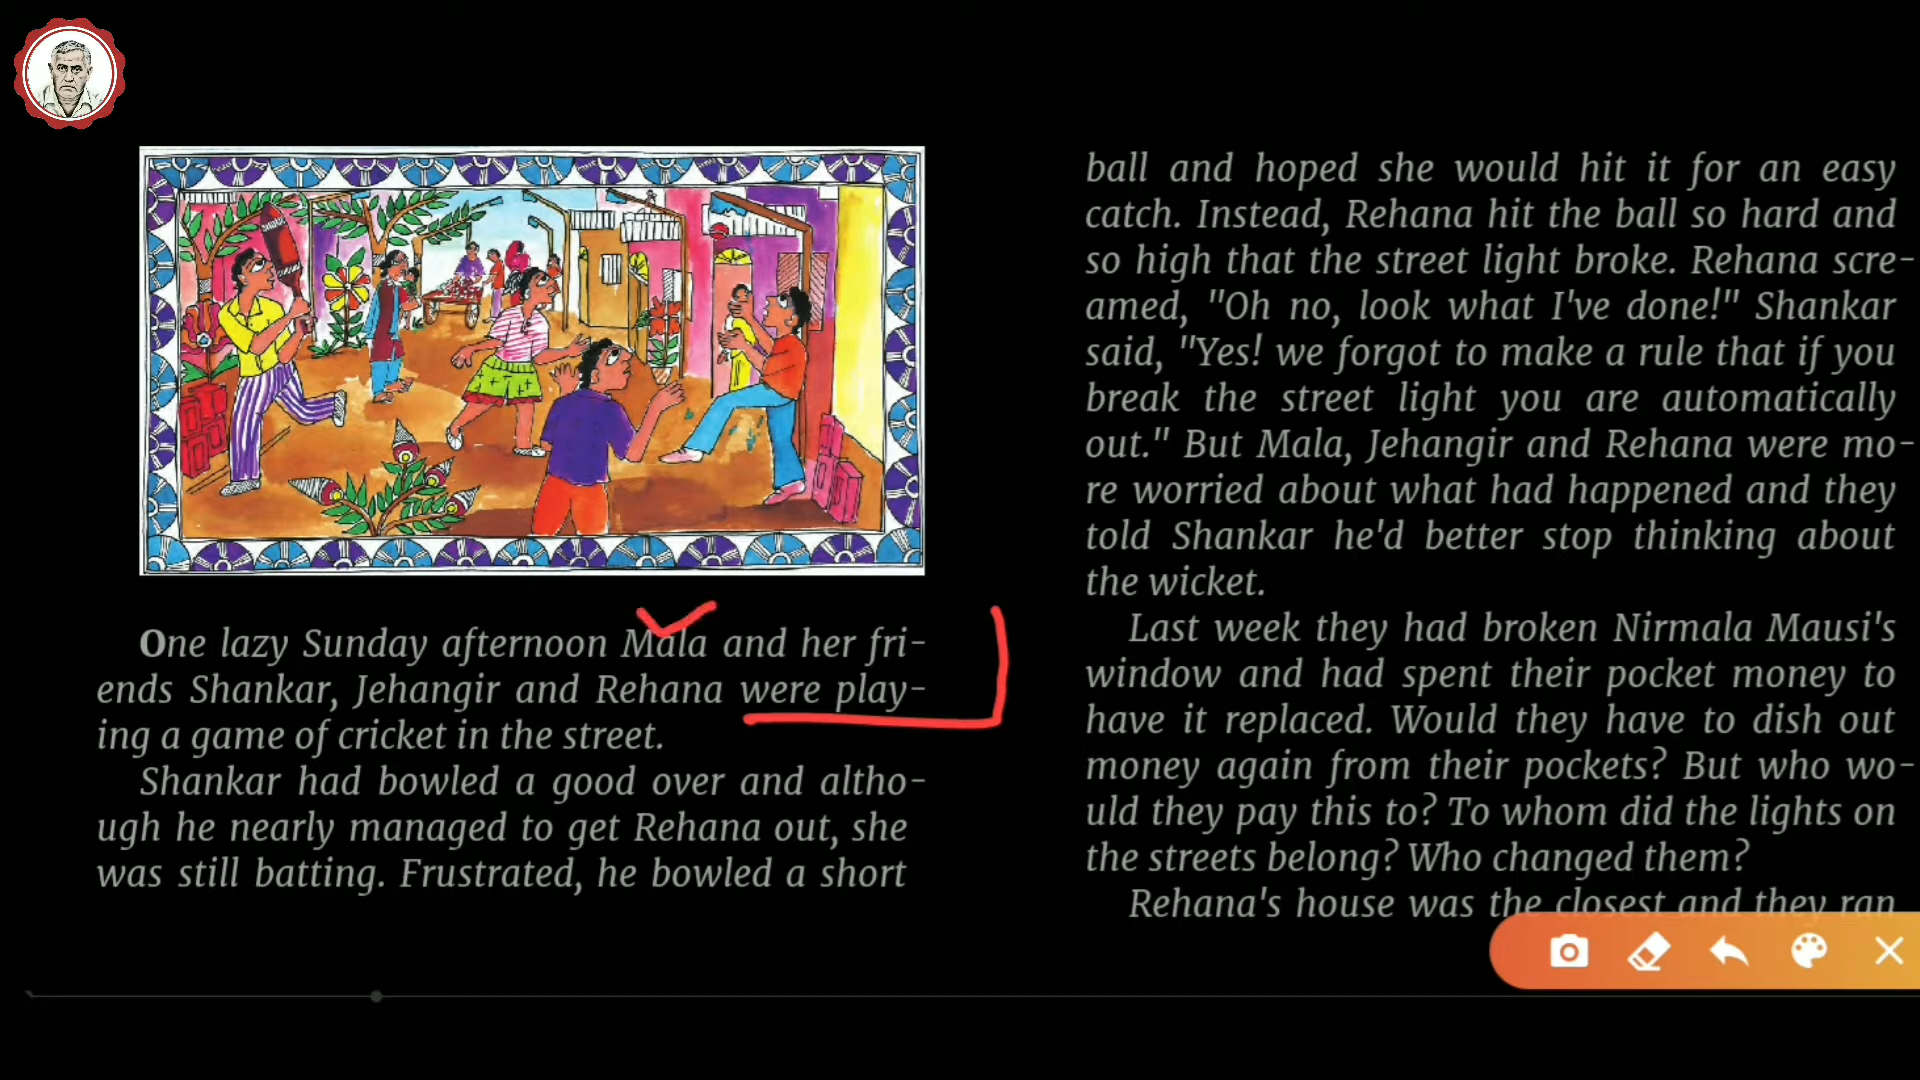 One lazy Sunday afternoon Mala and her fri-
ends Shankar, Jehangir and Rehana were play-
ing a game of cricket in the street.
Shankar had bowled a good over and altho-
ugh he nearly managed to get Rehana out, she
was still batting. Frustrated, he bowled a short
ball and hoped she would hit it for an easy
catch. Instead, Rehana hit the ball so hard and
so high that the street light broke. Rehana scre-
amed, "Oh no, look what I've done!" Shankar
said, "Yes! we forgot to make a rule that if you
break the street light you are automatically
out." But Mala, Jehangir and Rehana were mo-
re worried about what had happened and they
told Shankar he'd better stop thinking about
the wicket.
Last week they had broken Nirmala Mausi's
window and had spent their pocket money to
have it replaced. Would they have to dish out
money again from their pockets? But who wo-
uld they pay this to? To whom did the lights on
the streets belong? Who changed them?
Rehana's house was the closest and they ran